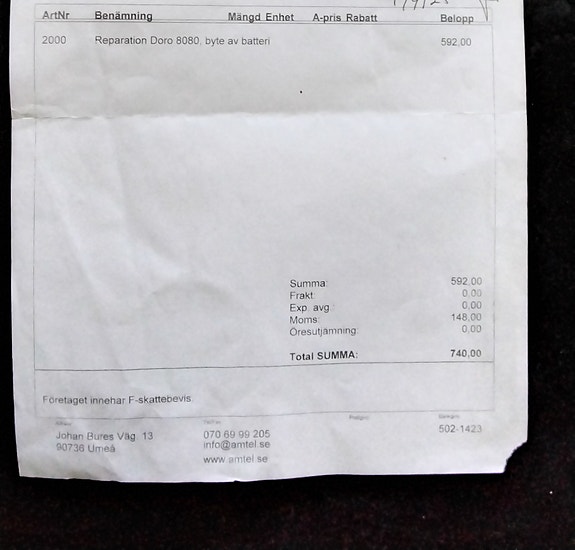 ArtNr Benämning Mängd Enhet A-pris Rabatt Belopp
2000 Reparation Doro 8080, byte av batteri 592,00
Summa: 592,00
Frakt: 0,00
Exp. avg.: 0,00
Moms: 148,00
Öresutjämning: 0,00
Total SUMMA: 740,00
Företaget innehar F-skattebevis.
Johan Bures Väg 13 070 69 99 205 502-1423
90736 Umeå info@amtel.se
www.amtel.se